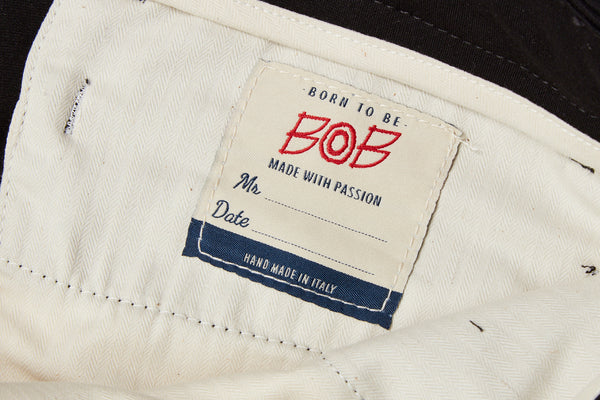 · BORN TO BE ·
BOB
MADE WITH PASSION
Mr
Date
HAND MADE IN ITALY